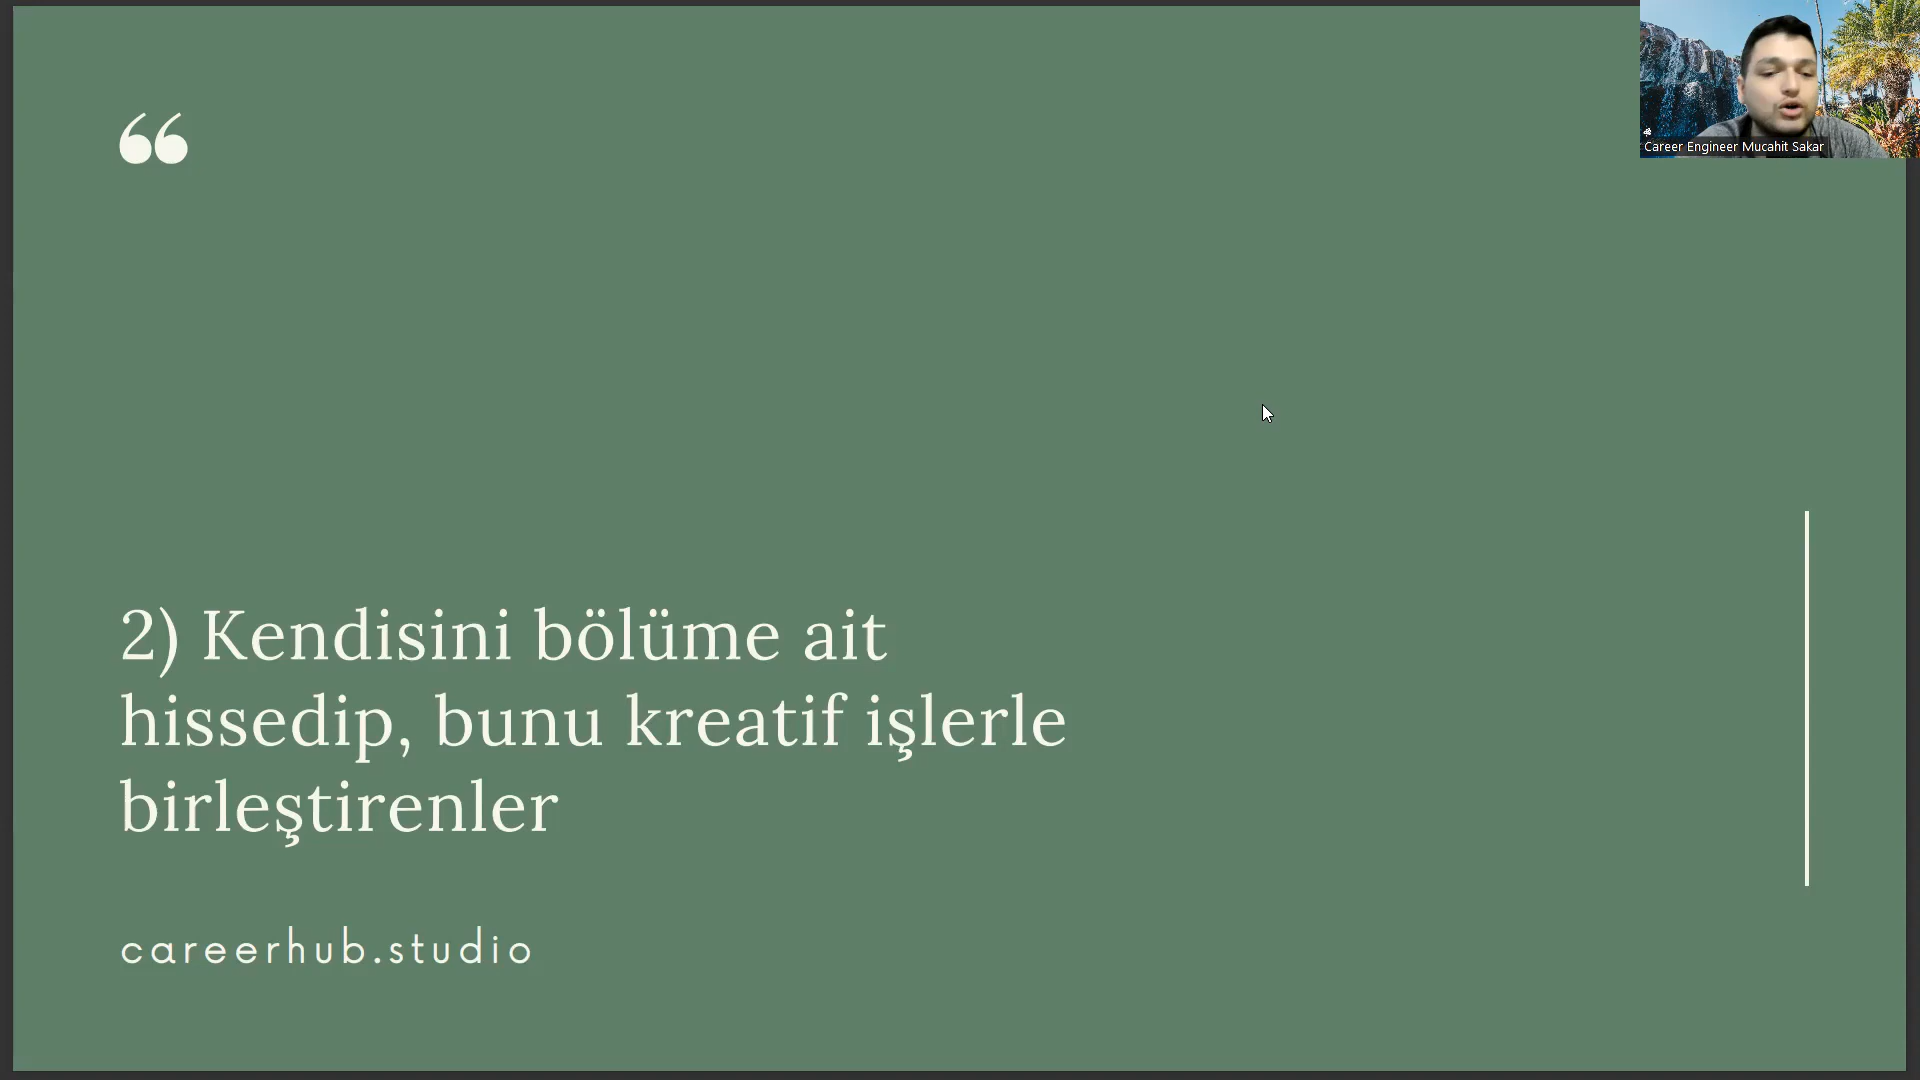 Career Engineer Mucahit Sakar
2) Kendisini bölüme ait
hissedip, bunu kreatif işlerle
birleştirenler
careerhub.studio